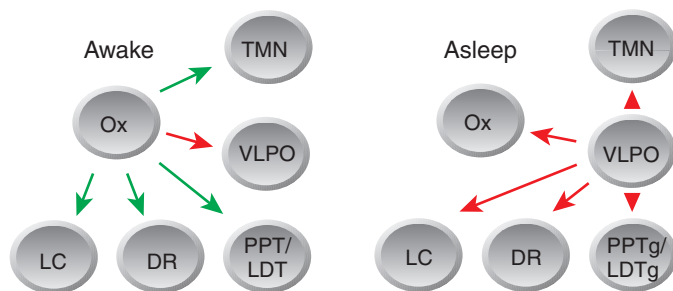 Awake
TMN
Ox
VLPO
LC
DR
PPT/
LDT
Asleep
TMN
Ox
VLPO
LC
DR
PPTg/
LDTg